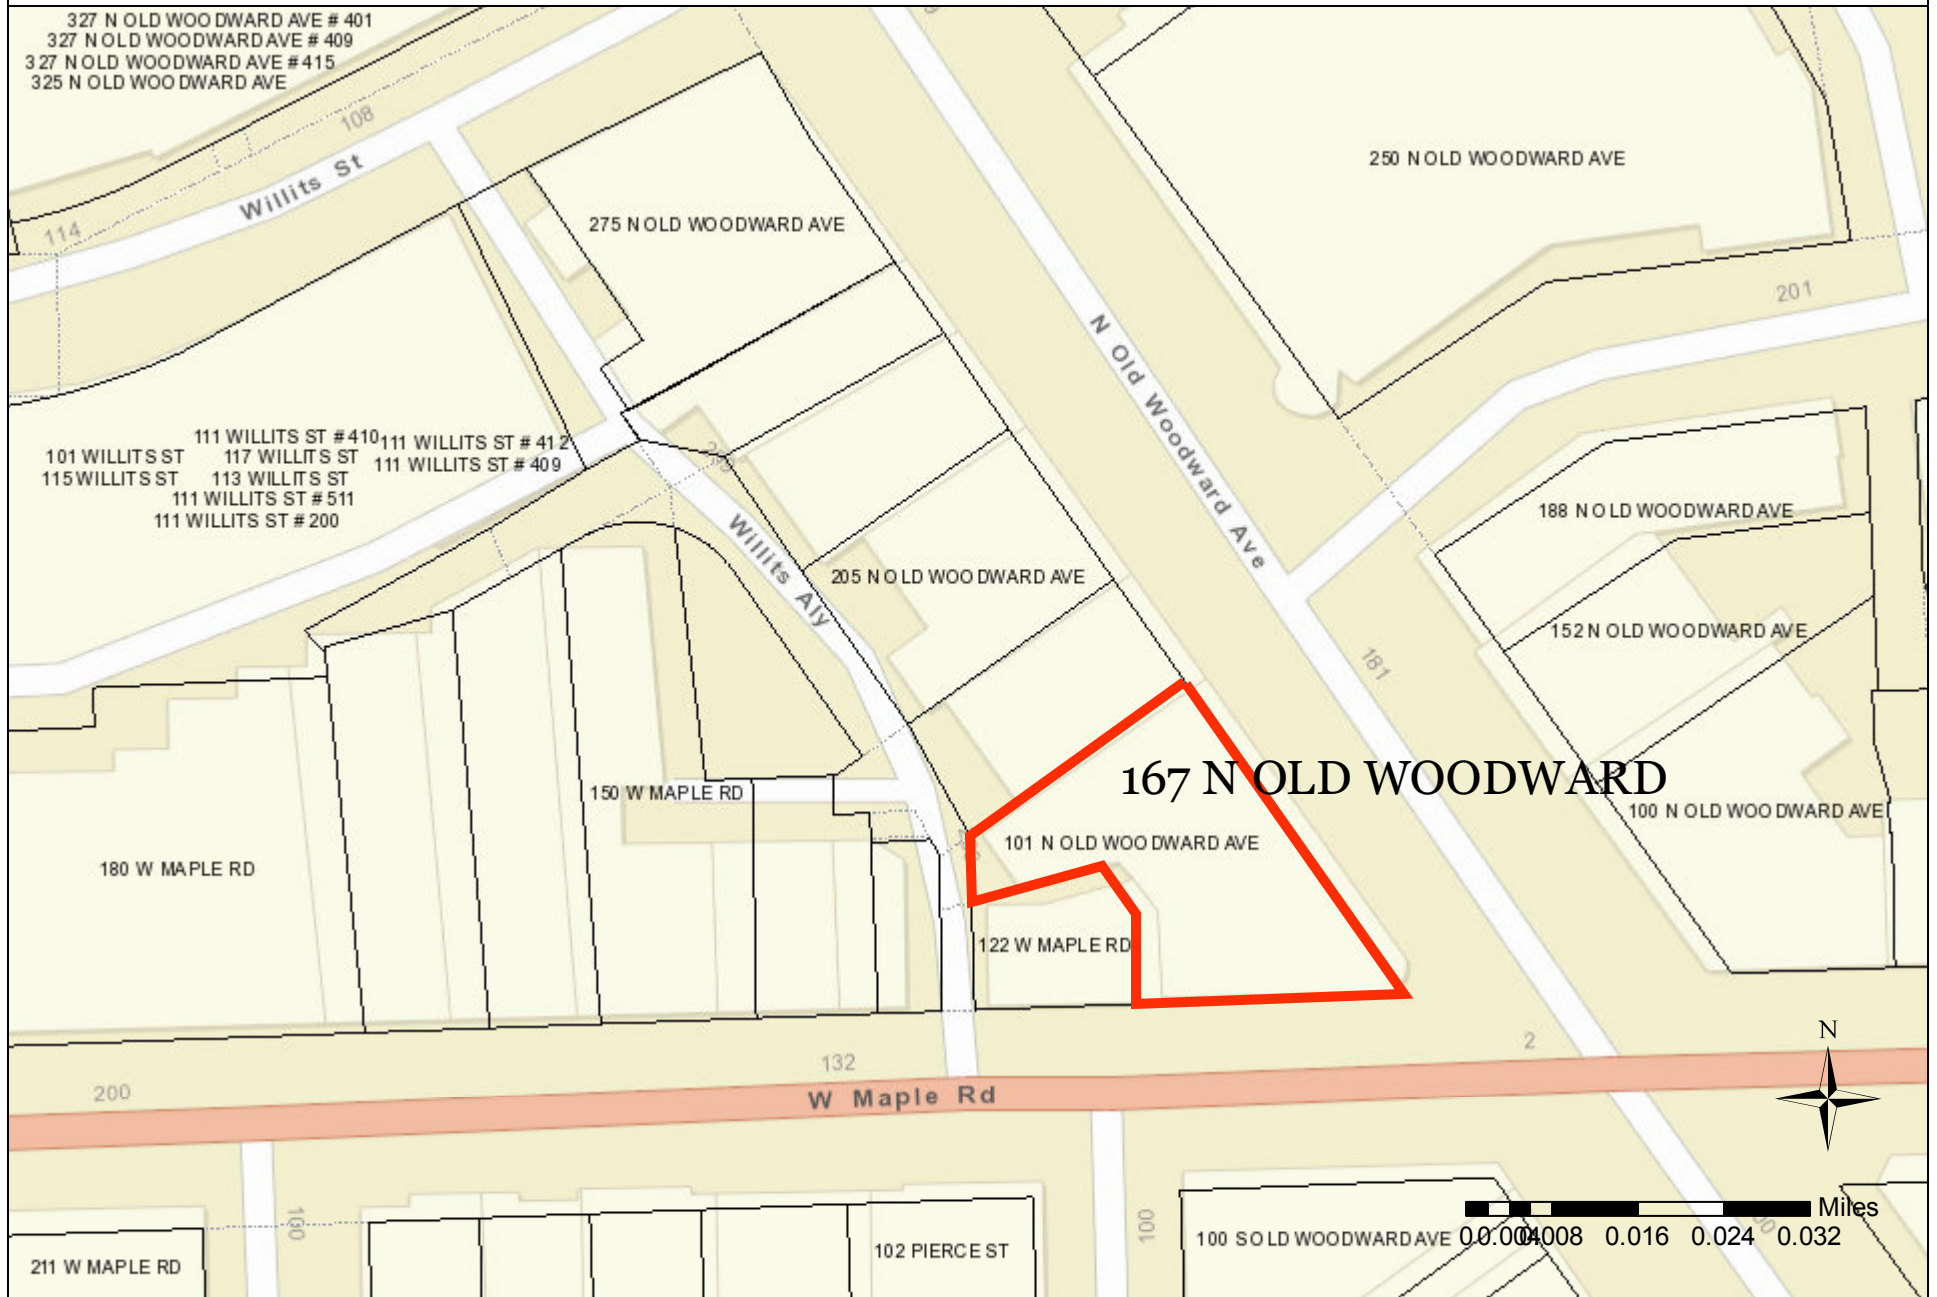 327 N OLD WOODWARD AVE # 401
327 N OLD WOODWARD AVE # 409
327 N OLD WOODWARD AVE # 415
325 N OLD WOODWARD AVE
108
Willits St
114
250 N OLD WOODWARD AVE
275 N OLD WOODWARD AVE
201
N Old Woodward Ave
111 WILLITS ST # 410
111 WILLITS ST # 412
101 WILLITS ST
117 WILLITS ST
111 WILLITS ST # 409
115 WILLITS ST
113 WILLITS ST
111 WILLITS ST # 511
111 WILLITS ST # 200
Willits Aly
188 N OLD WOODWARD AVE
205 N OLD WOODWARD AVE
152 N OLD WOODWARD AVE
181
167 N OLD WOODWARD
150 W MAPLE RD
100 N OLD WOODWARD AVE
101 N OLD WOODWARD AVE
180 W MAPLE RD
122 W MAPLE RD
N
2
132
200
W Maple Rd
100
100
Miles
0 0.004 0.008 0.016 0.024 0.032
100 S OLD WOODWARD AVE
102 PIERCE ST
211 W MAPLE RD